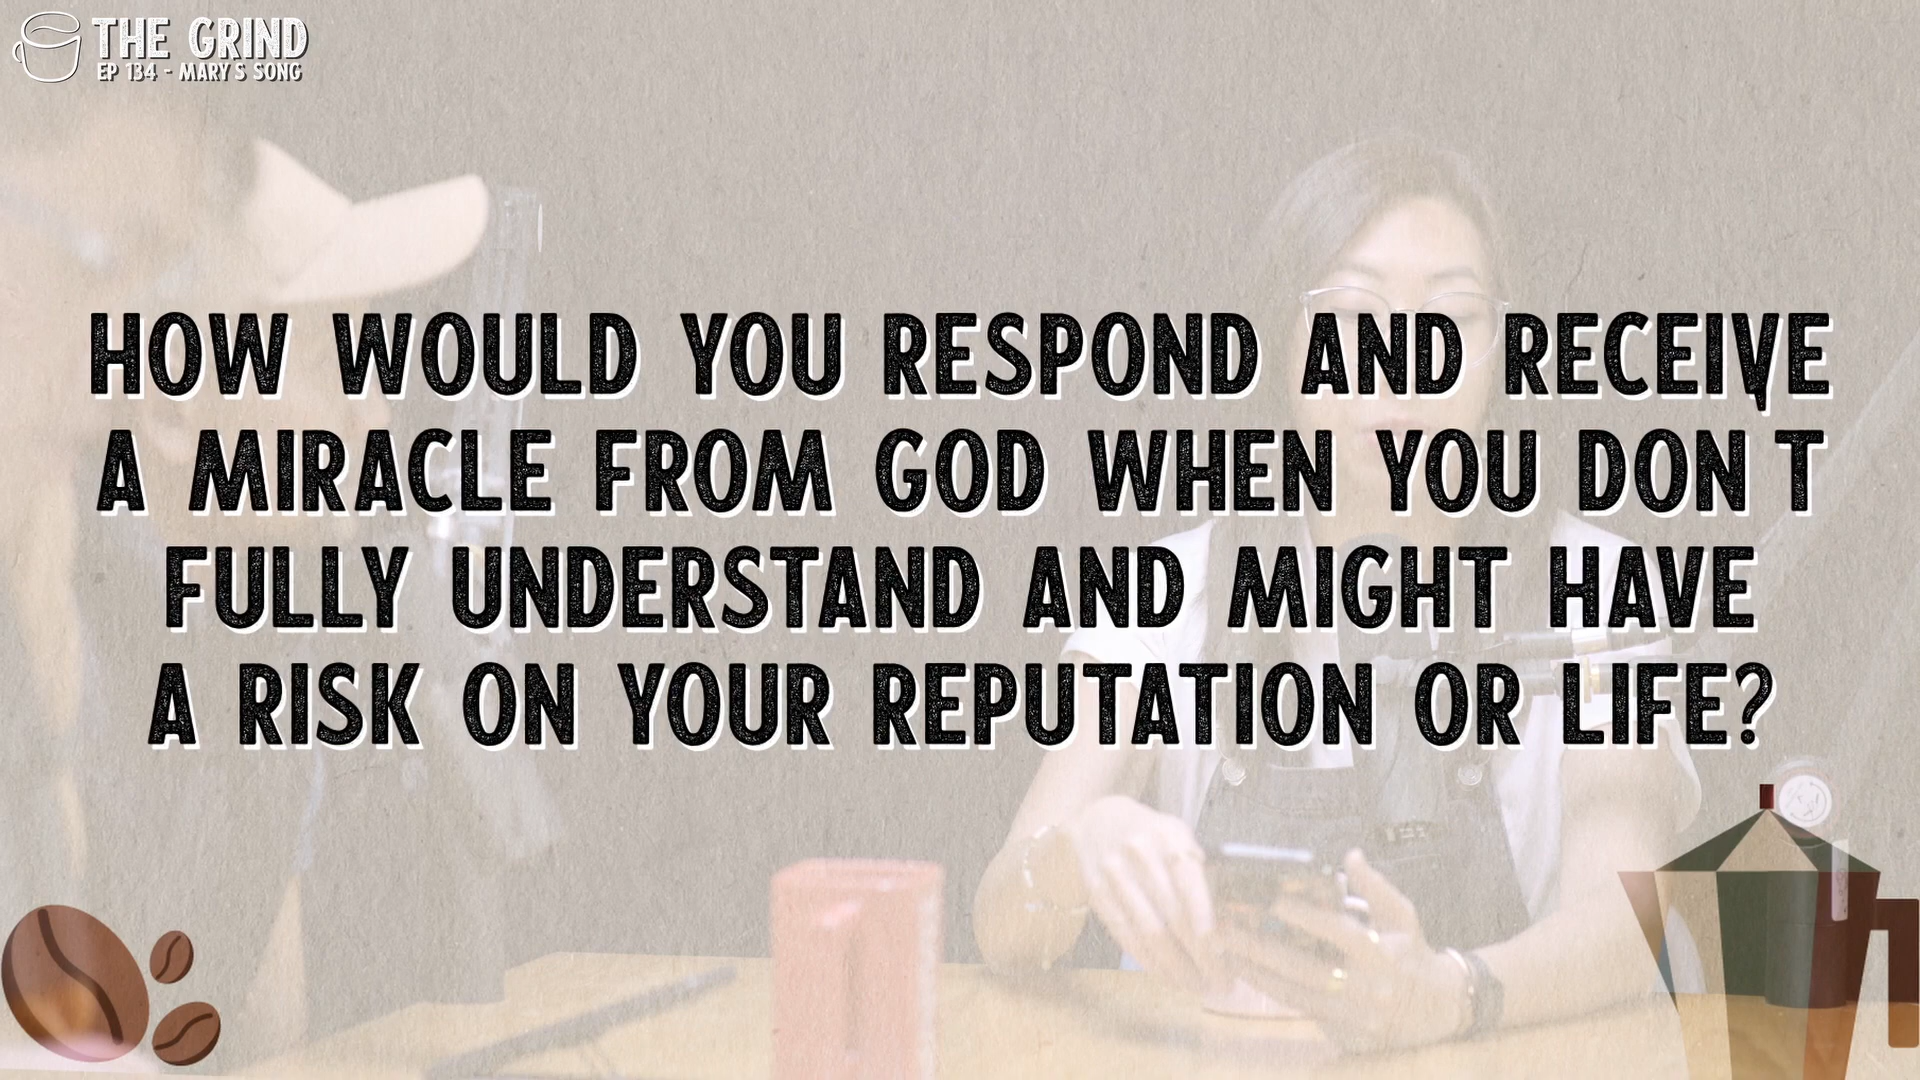 THE GRIND
EP 134 - MARY S SONG
HOW WOULD YOU RESPOND AND RECEIVE
A MIRACLE FROM GOD WHEN YOU DON T
FULLY UNDERSTAND AND MIGHT HAVE
A RISK ON YOUR REPUTATION OR LIFE?